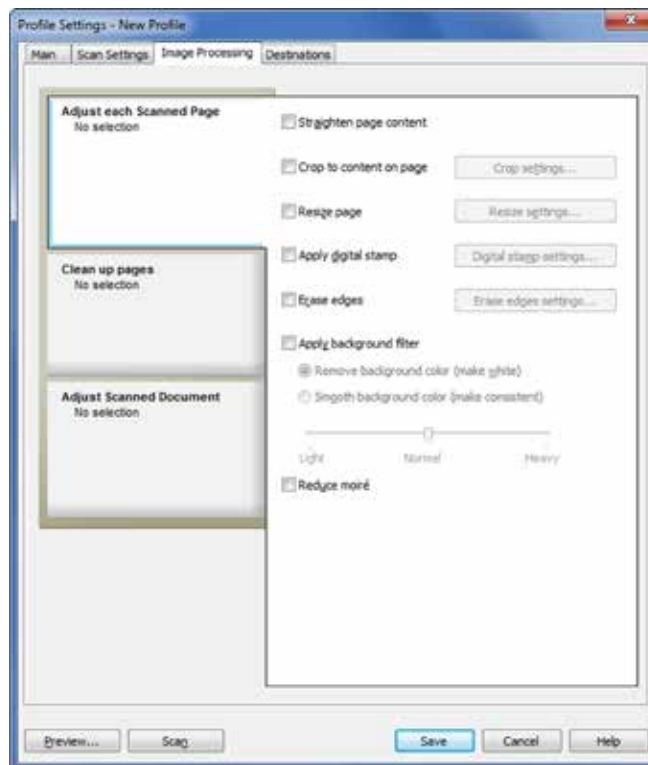 Profile Settings - New Profile
Main Scan Settings Image Processing Destinations
Adjust each Scanned Page
No selection
Straighten page content
Crop to content on page Crop settings...
Resize page Resize settings...
Apply digital stamp Digital stamp settings...
Clean up pages
No selection
Erase edges Erase edges settings...
Apply background filter
Remove background color (make white)
Smooth background color (make consistent)
Adjust Scanned Document
No selection
Light Normal Heavy
Reduce moiré
Preview... Scan Save Cancel Help